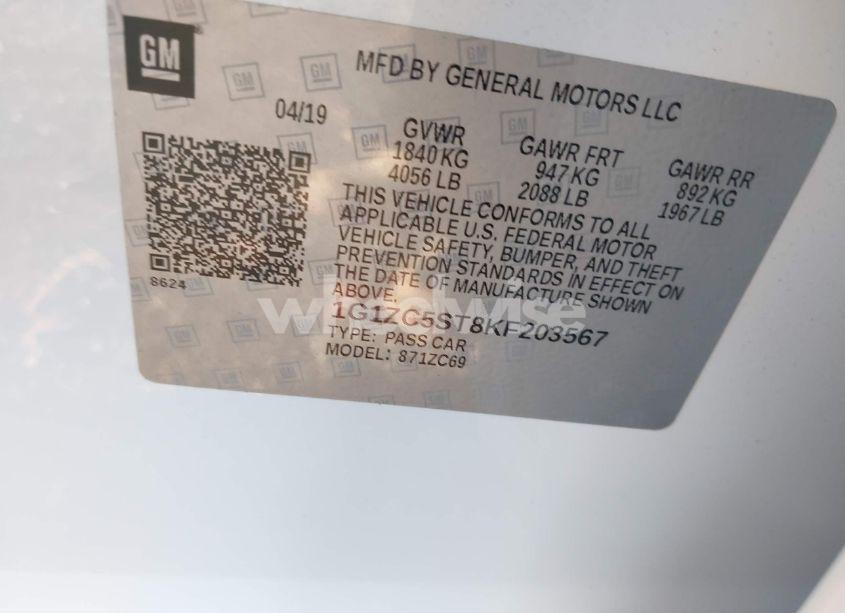 GM
MFD BY GENERAL MOTORS LLC
04/19
GVWR
1840 KG
4056 LB
GAWR FRT
947 KG
2088 LB
GAWR RR
892 KG
1967 LB
THIS VEHICLE CONFORMS TO ALL
APPLICABLE U.S. FEDERAL MOTOR
VEHICLE SAFETY, BUMPER, AND THEFT
PREVENTION STANDARDS IN EFFECT ON
THE DATE OF MANUFACTURE SHOWN
ABOVE.
8624
1G1ZC5ST8KF203567
TYPE: PASS CAR
MODEL: 871ZC69